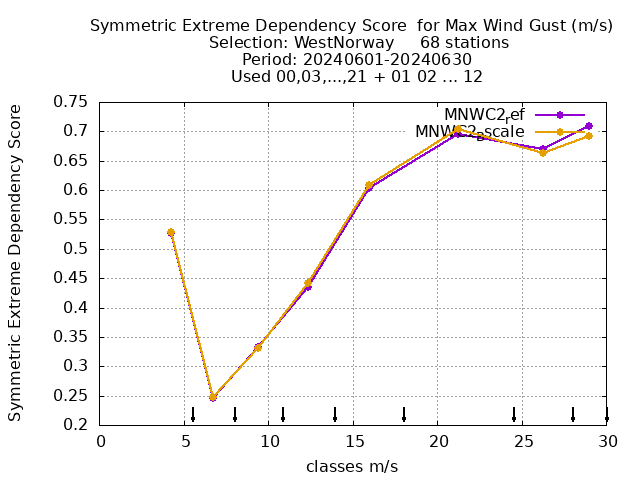 Symmetric Extreme Dependency Score  for Max Wind Gust (m/s)
Selection: WestNorway     68 stations
Period: 20240601-20240630
Used 00,03,...,21 + 01 02 ... 12
Symmetric Extreme Dependency Score
0.75
0.7
0.65
0.6
0.55
0.5
0.45
0.4
0.35
0.3
0.25
0.2
MNWC2_ref
MNWC2_pscale
0 5 10 15 20 25 30
classes m/s